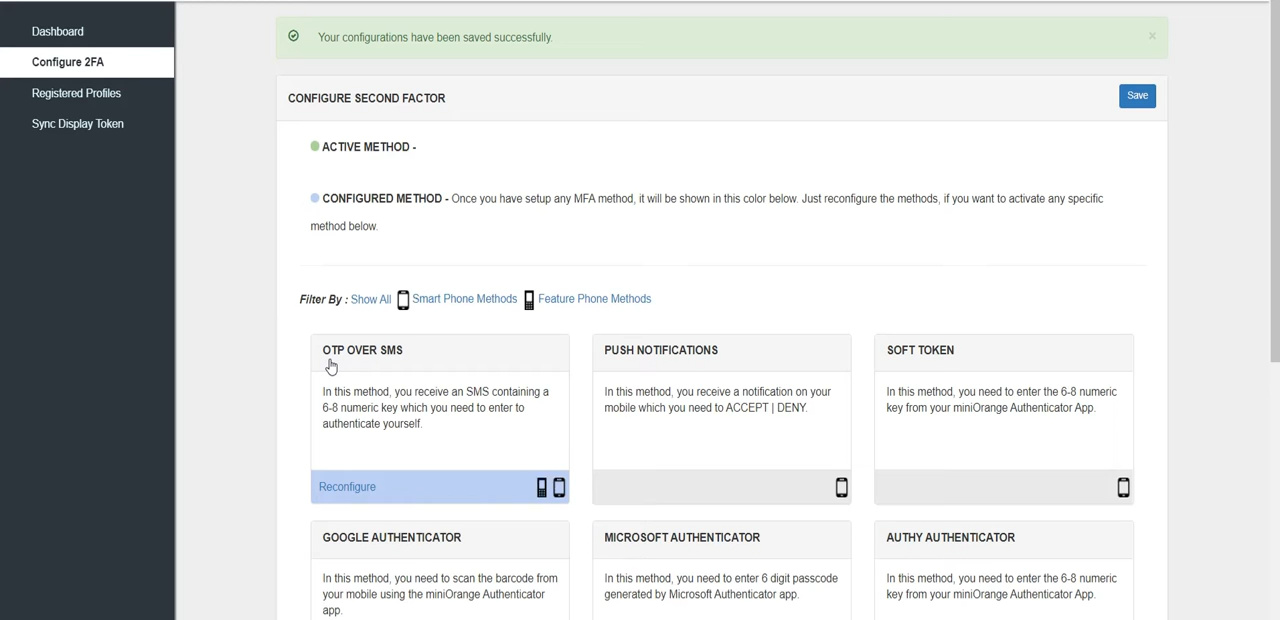 Dashboard
Configure 2FA
Registered Profiles
Sync Display Token
Your configurations have been saved successfully.
×
CONFIGURE SECOND FACTOR
Save
ACTIVE METHOD -
CONFIGURED METHOD - Once you have setup any MFA method, it will be shown in this color below. Just reconfigure the methods, if you want to activate any specific
method below.
Filter By : Show All Smart Phone Methods Feature Phone Methods
OTP OVER SMS
In this method, you receive an SMS containing a
6-8 numeric key which you need to enter to
authenticate yourself.
Reconfigure
PUSH NOTIFICATIONS
In this method, you receive a notification on your
mobile which you need to ACCEPT | DENY.
SOFT TOKEN
In this method, you need to enter the 6-8 numeric
key from your miniOrange Authenticator App.
GOOGLE AUTHENTICATOR
In this method, you need to scan the barcode from
your mobile using the miniOrange Authenticator
app.
MICROSOFT AUTHENTICATOR
In this method, you need to enter 6 digit passcode
generated by Microsoft Authenticator app.
AUTHY AUTHENTICATOR
In this method, you need to enter the 6-8 numeric
key from your miniOrange Authenticator App.